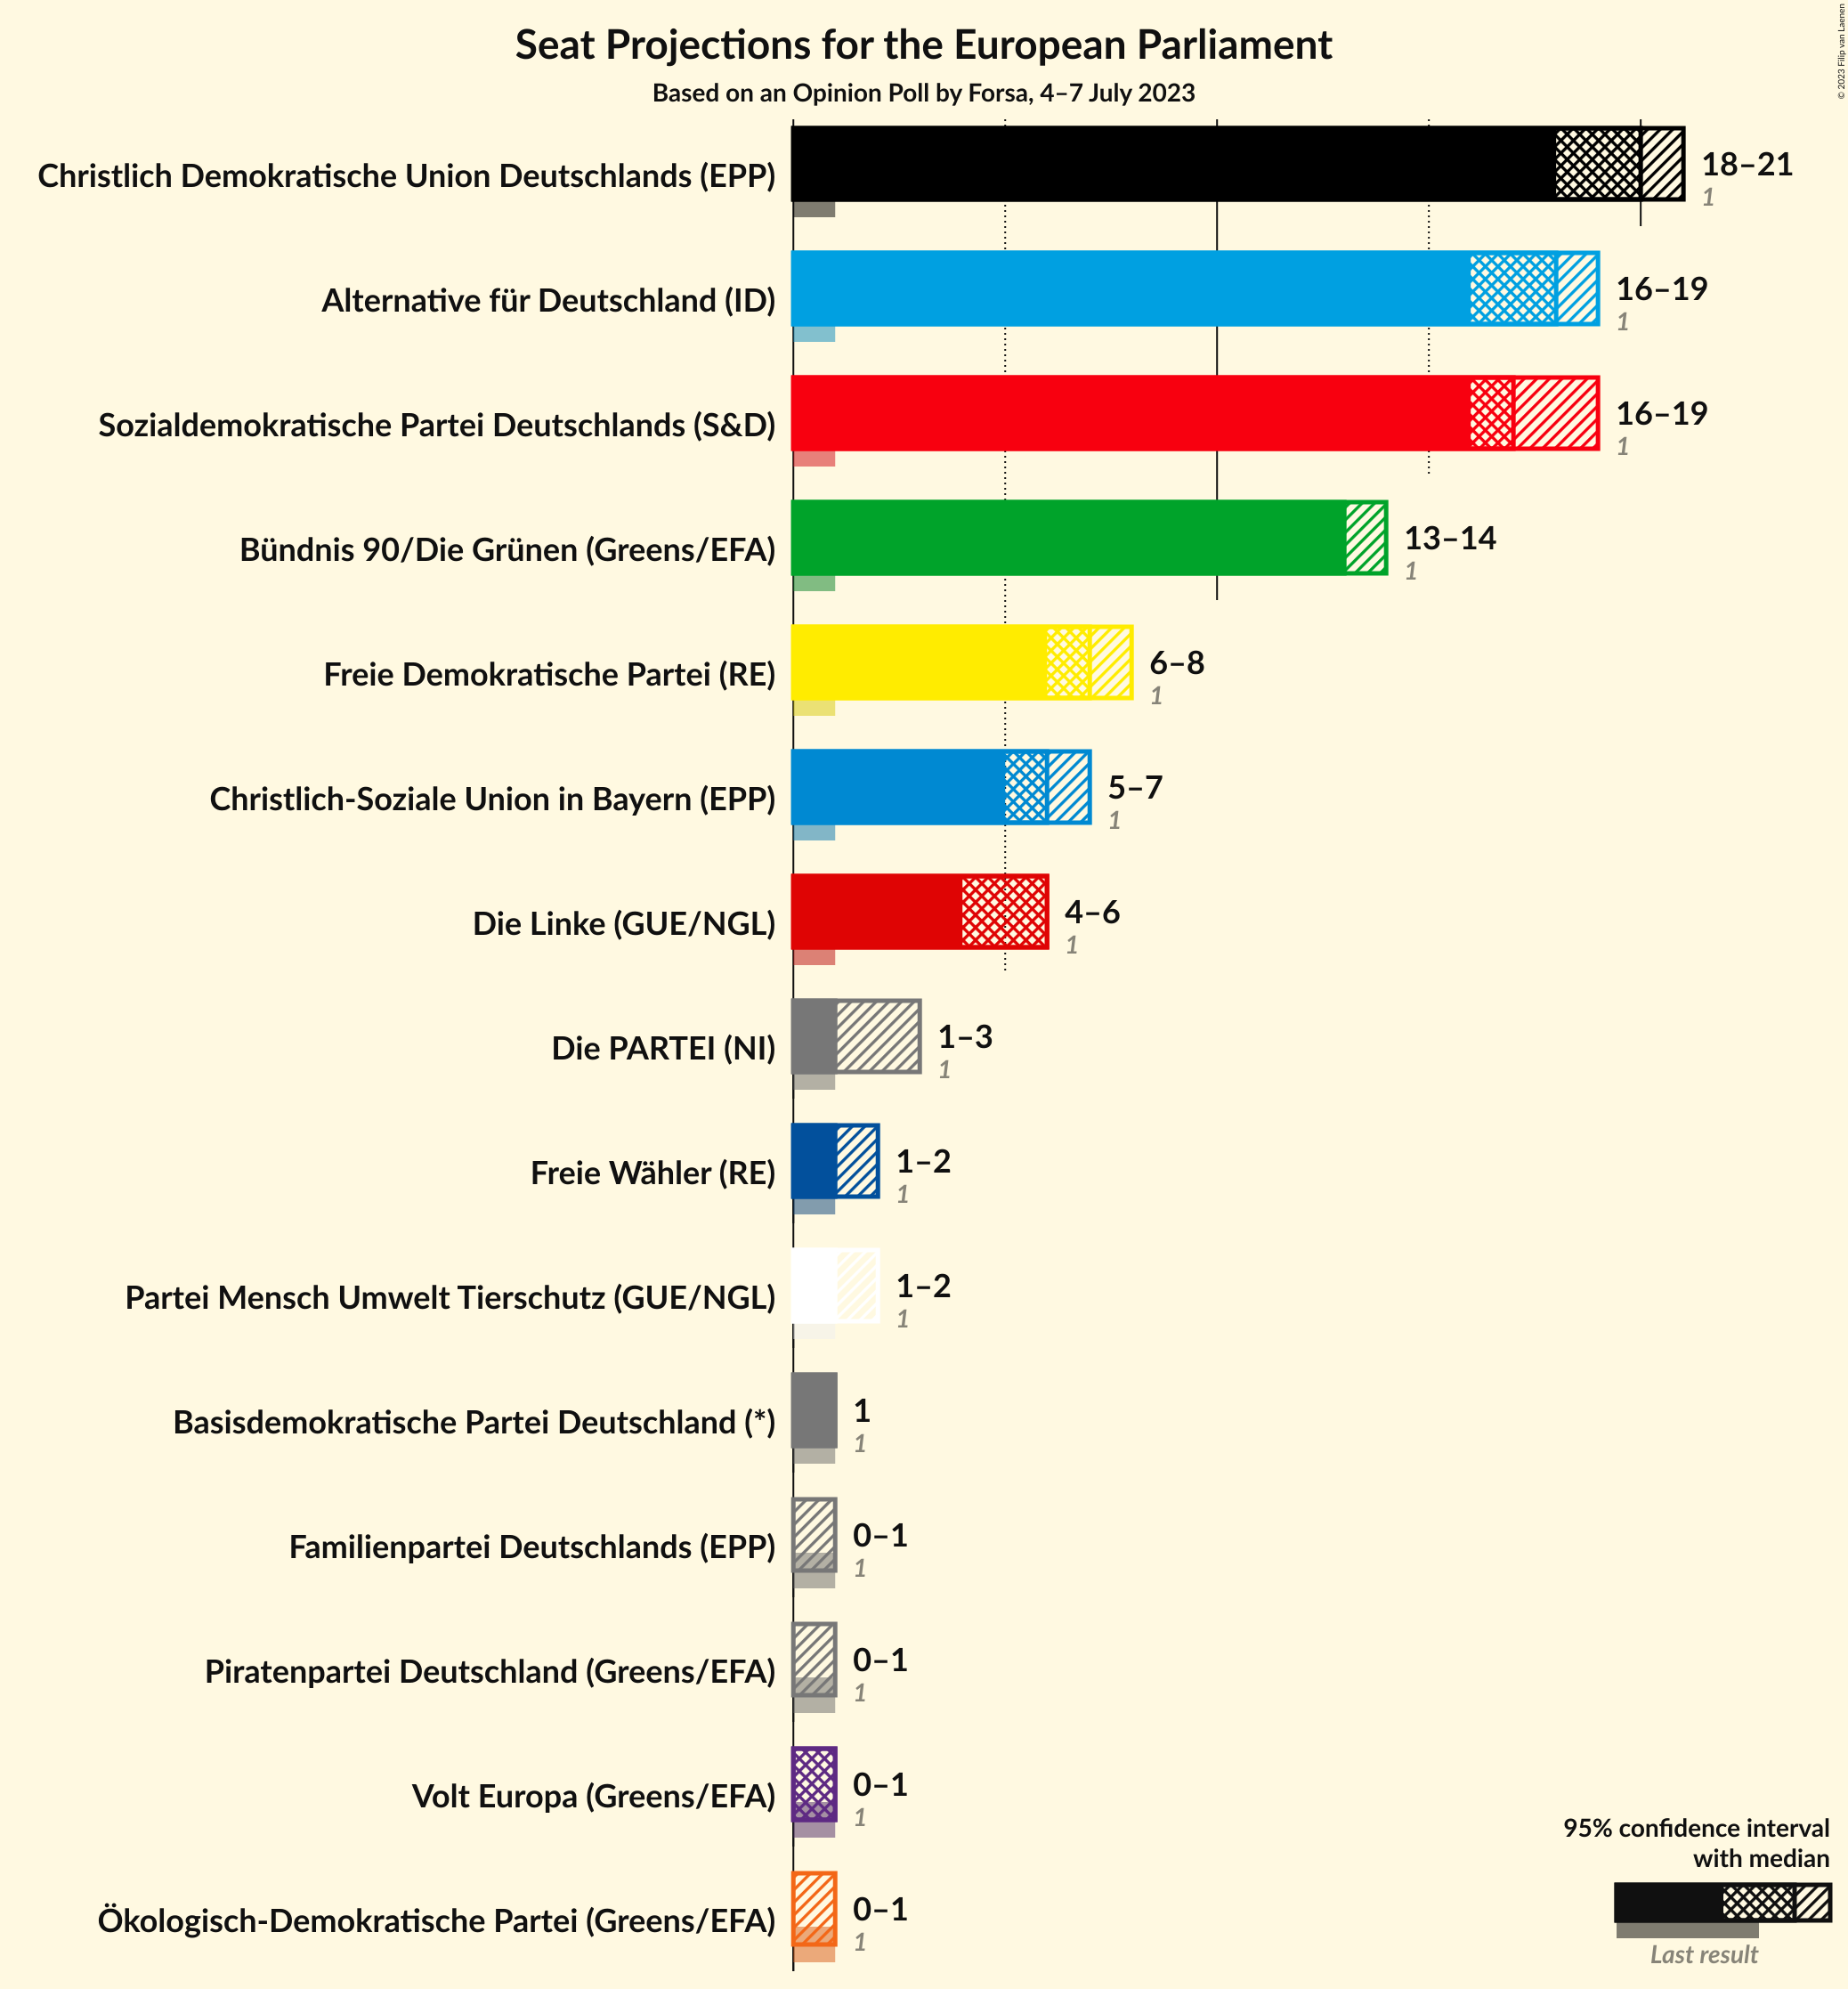 Seat Projections for the European Parliament
Based on an Opinion Poll by Forsa, 4–7 July 2023
© 2023 Filip van Laenen
Christlich Demokratische Union Deutschlands (EPP)
18–21
1
Alternative für Deutschland (ID)
16–19
1
Sozialdemokratische Partei Deutschlands (S&D)
16–19
1
Bündnis 90/Die Grünen (Greens/EFA)
13–14
1
Freie Demokratische Partei (RE)
6–8
1
Christlich-Soziale Union in Bayern (EPP)
5–7
1
Die Linke (GUE/NGL)
4–6
1
Die PARTEI (NI)
1–3
1
Freie Wähler (RE)
1–2
1
Partei Mensch Umwelt Tierschutz (GUE/NGL)
1–2
1
Basisdemokratische Partei Deutschland (*)
1
1
Familienpartei Deutschlands (EPP)
0–1
1
Piratenpartei Deutschland (Greens/EFA)
0–1
1
Volt Europa (Greens/EFA)
0–1
1
Ökologisch-Demokratische Partei (Greens/EFA)
0–1
1
95% confidence interval
with median
Last result